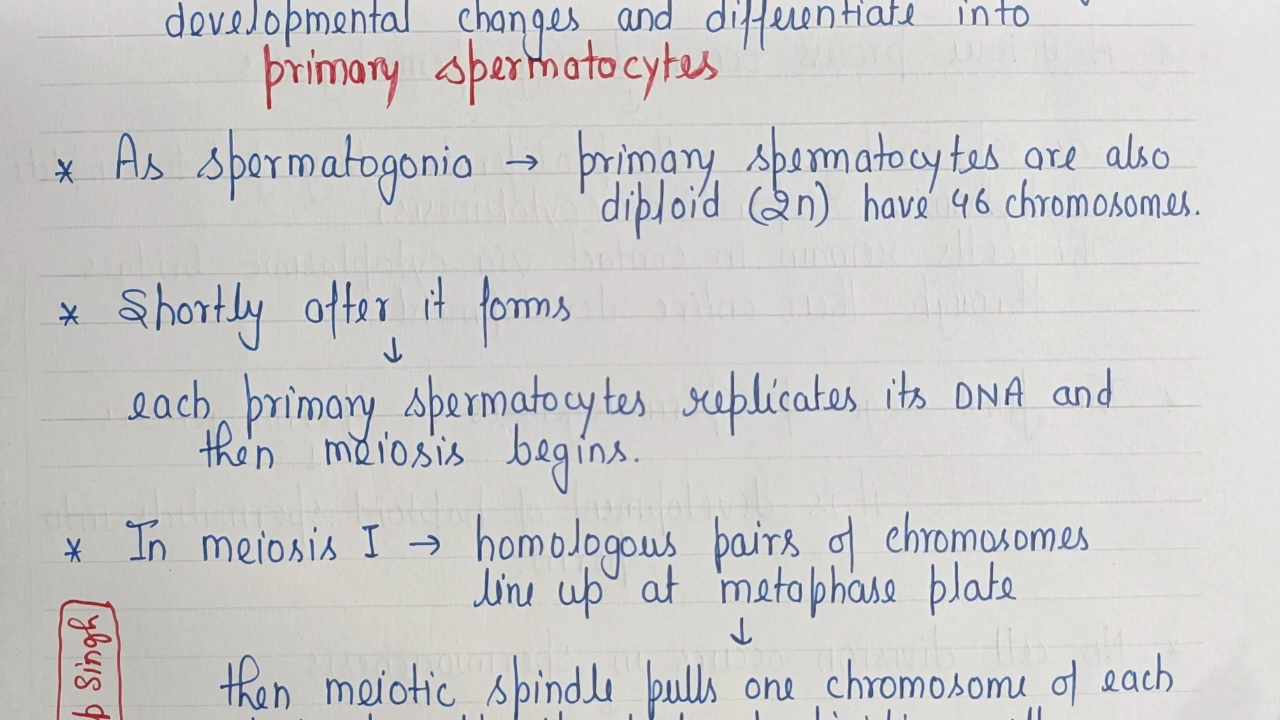 developmental changes and differentiate into
primary spermatocytes
* As spermatogonia → primary spermatocytes are also
diploid (2n) have 46 chromosomes.
* Shortly after it forms
↓
each primary spermatocytes replicates its DNA and
then meiosis begins.
* In meiosis I → homologous pairs of chromosomes
line up at metaphase plate
↓
then meiotic spindle pulls one chromosome of each
Singh